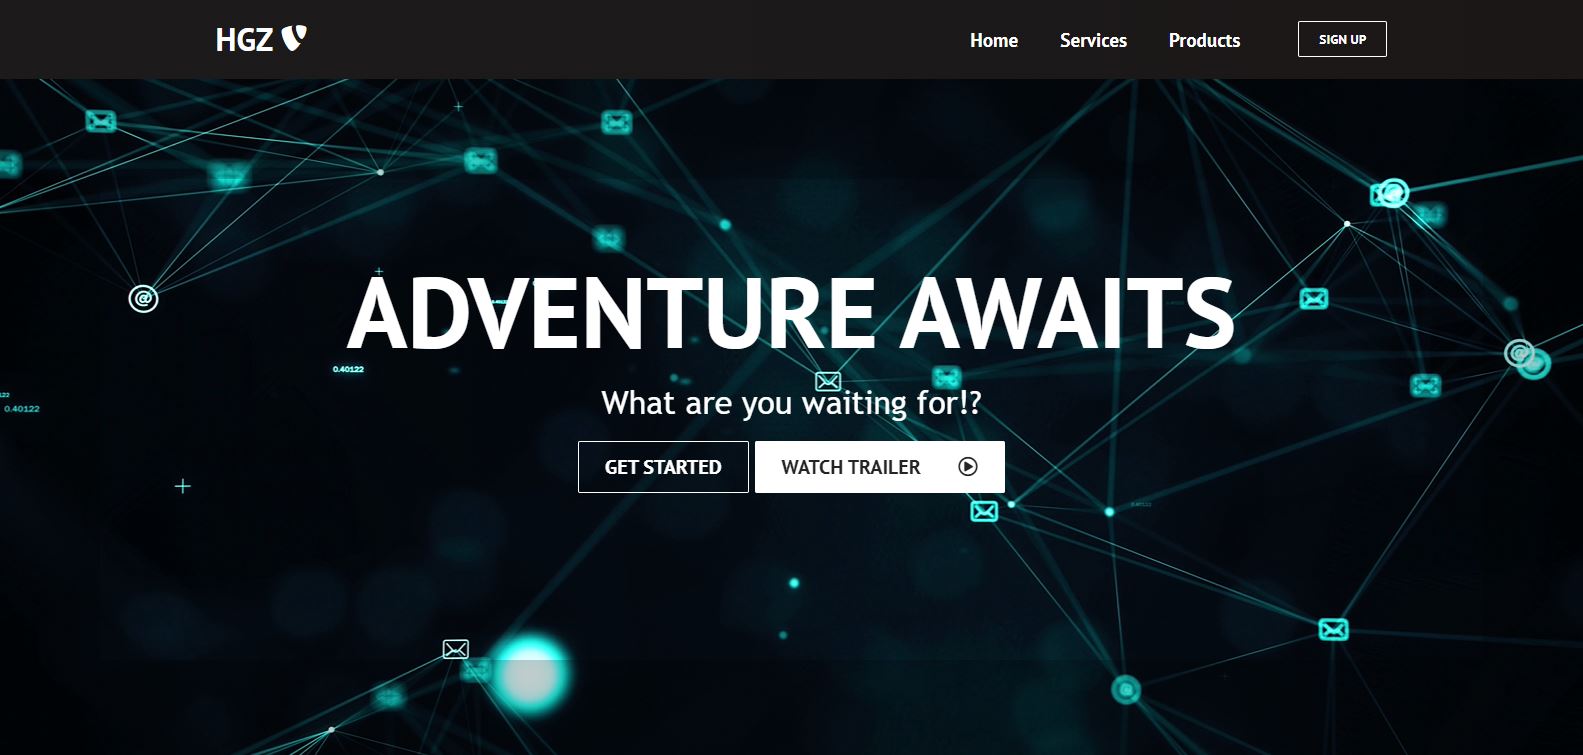 HGZ
Home Services Products SIGN UP
ADVENTURE AWAITS
0.40122
0.40122
What are you waiting for!?
GET STARTED WATCH TRAILER